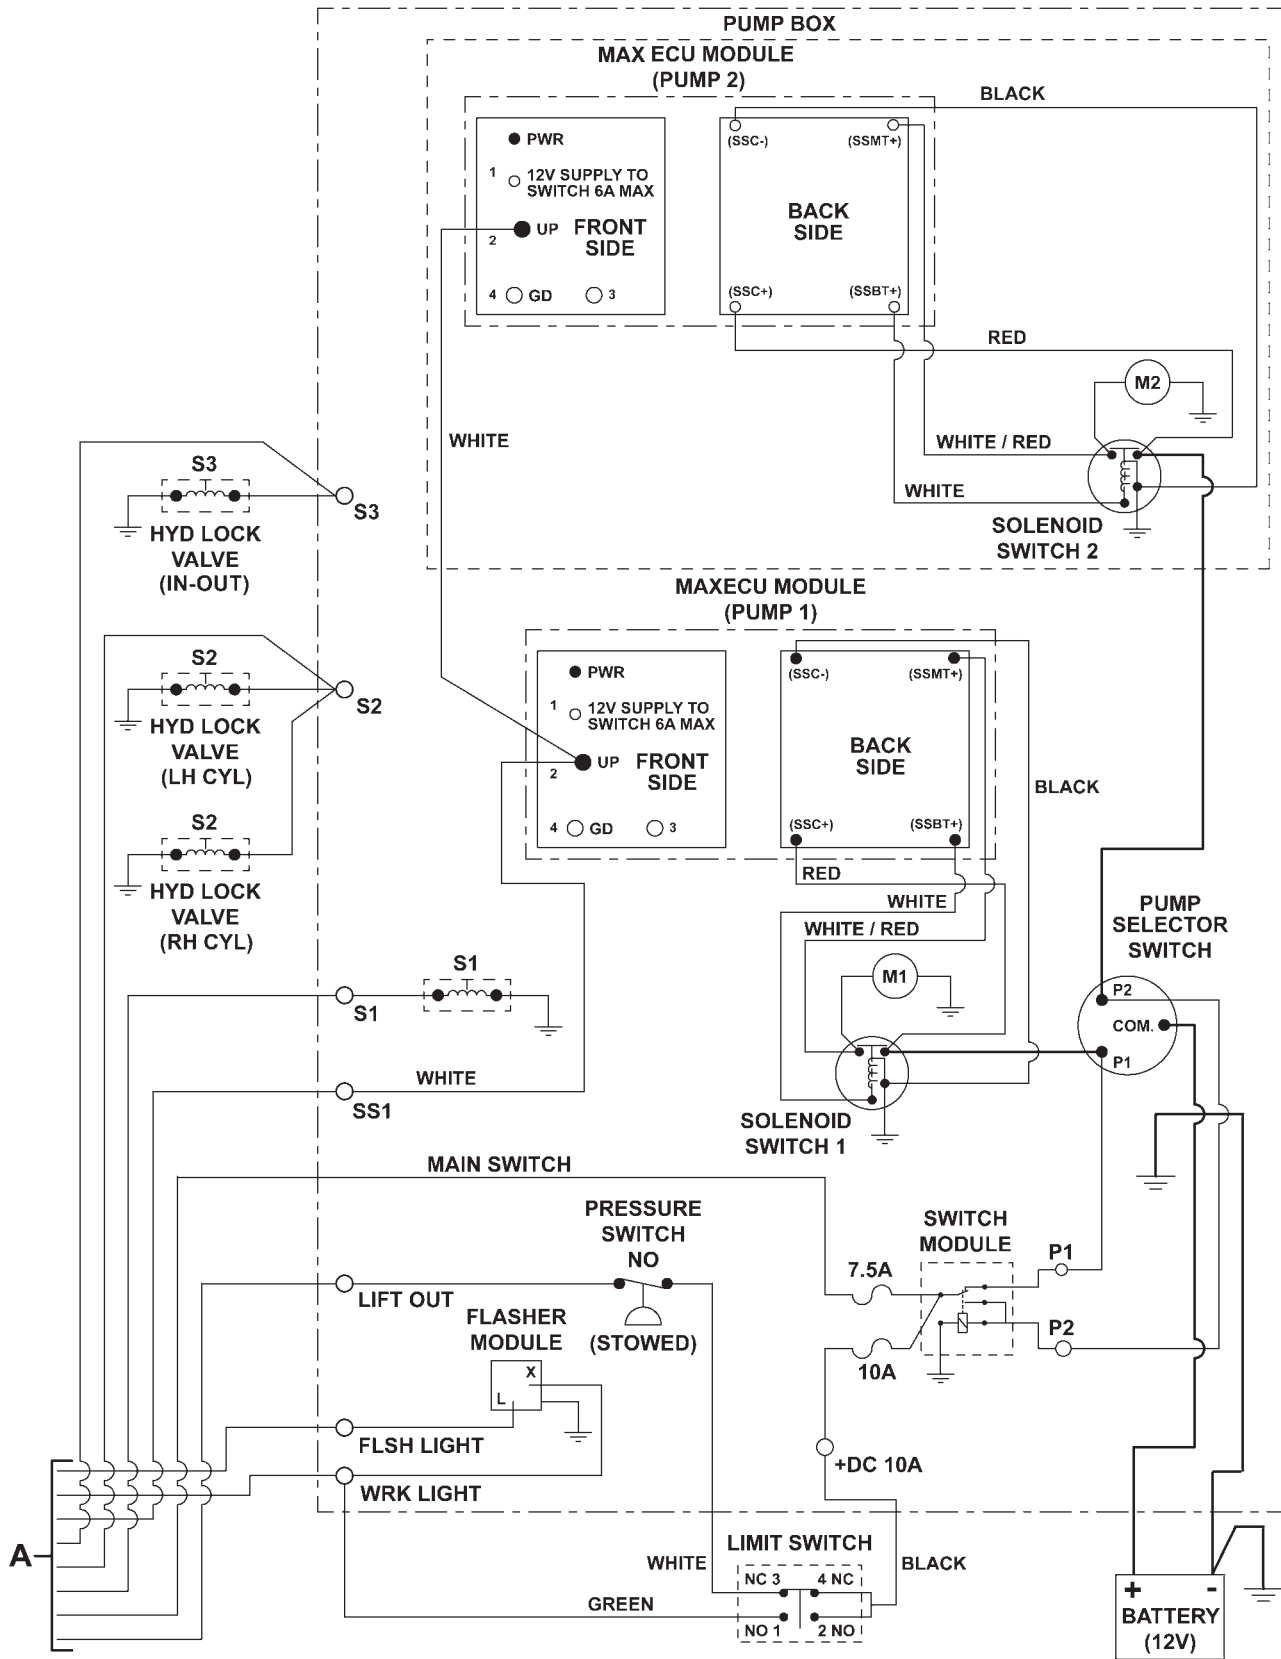 PUMP BOX
MAX ECU MODULE
(PUMP 2)
BLACK
PWR
(SSC-)
(SSMT+)
1
12V SUPPLY TO
SWITCH 6A MAX
BACK
SIDE
UP
FRONT
SIDE
2
4
GD
3
(SSC+)
(SSBT+)
RED
M2
WHITE
WHITE / RED
S3
WHITE
S3
SOLENOID
SWITCH 2
HYD LOCK
VALVE
(IN-OUT)
MAXECU MODULE
(PUMP 1)
S2
PWR
(SSC-)
(SSMT+)
S2
1
12V SUPPLY TO
SWITCH 6A MAX
HYD LOCK
VALVE
(LH CYL)
BACK
SIDE
UP
FRONT
SIDE
2
BLACK
S2
4
GD
3
(SSC+)
(SSBT+)
RED
HYD LOCK
VALVE
(RH CYL)
WHITE
PUMP
SELECTOR
SWITCH
WHITE / RED
S1
M1
P2
S1
COM.
P1
WHITE
SS1
SOLENOID
SWITCH 1
MAIN SWITCH
PRESSURE
SWITCH
NO
SWITCH
MODULE
P1
7.5A
LIFT OUT
FLASHER
MODULE
(STOWED)
P2
10A
X
L
FLSH LIGHT
+DC 10A
WRK LIGHT
LIMIT SWITCH
A
WHITE
BLACK
NC 3
4 NC
GREEN
NO 1
2 NO
+
-
BATTERY
(12V)